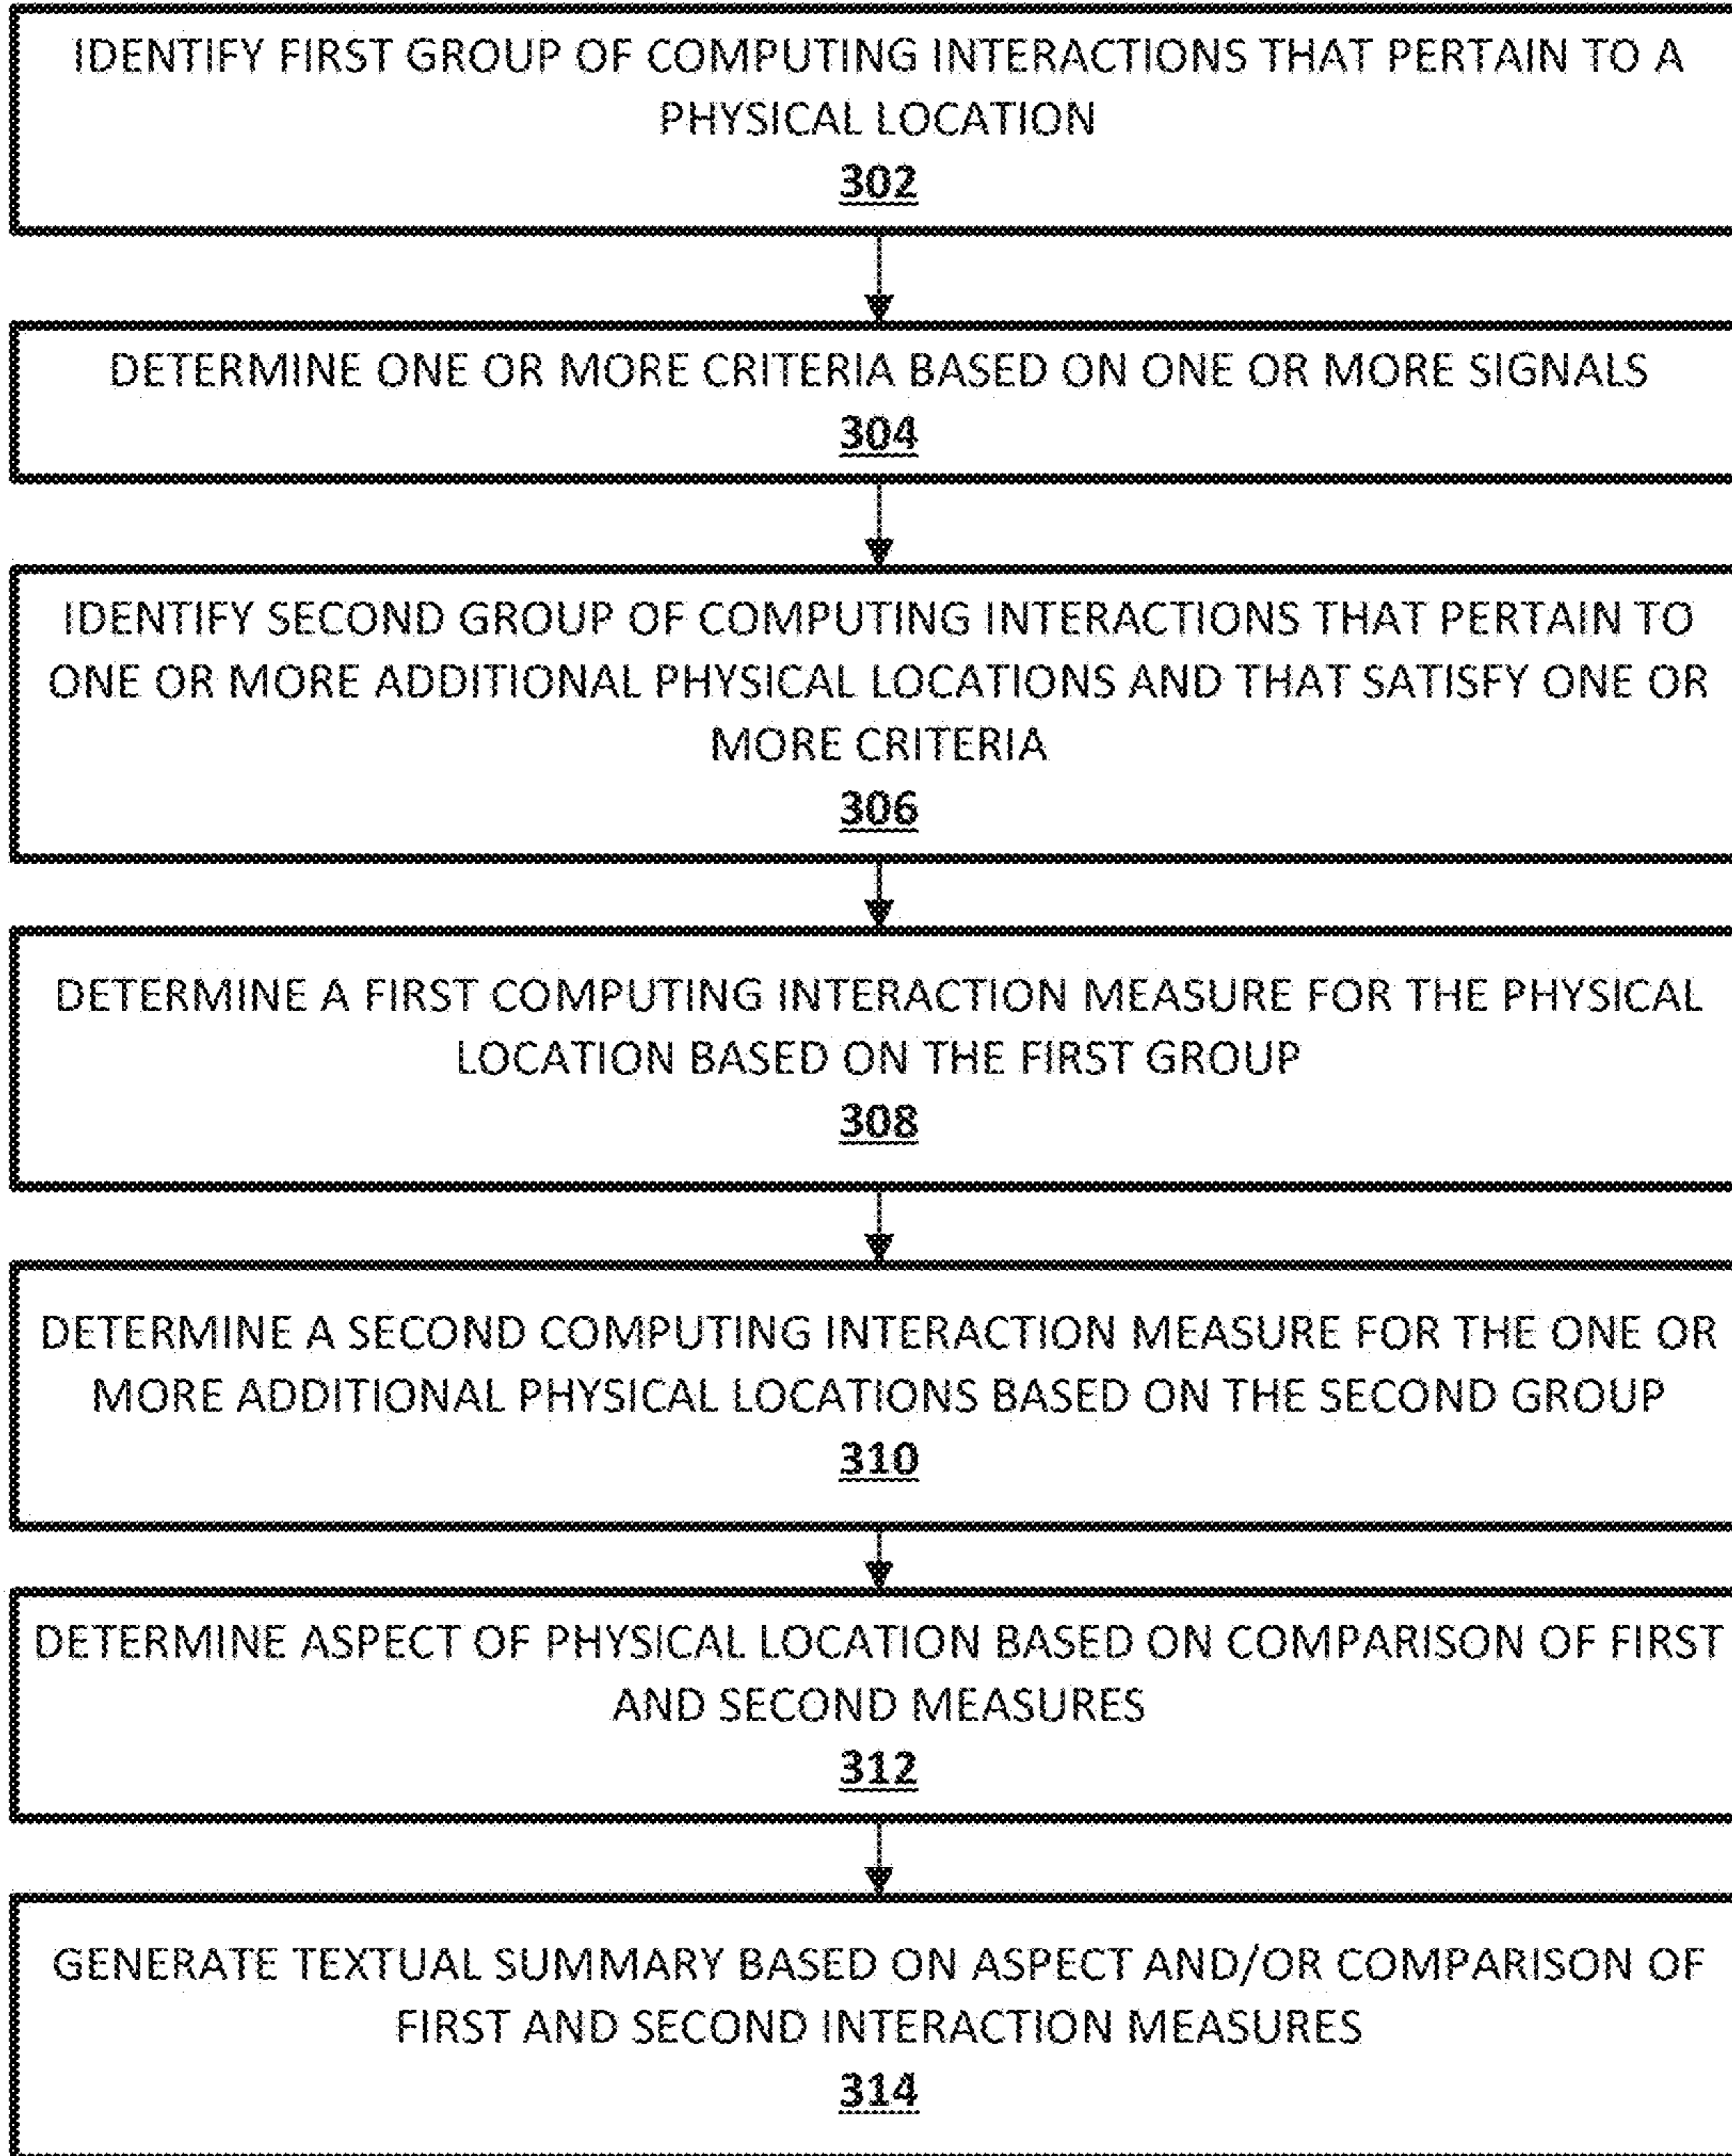 IDENTIFY FIRST GROUP OF COMPUTING INTERACTIONS THAT PERTAIN TO A
PHYSICAL LOCATION
302
DETERMINE ONE OR MORE CRITERIA BASED ON ONE OR MORE SIGNALS
304
IDENTIFY SECOND GROUP OF COMPUTING INTERACTIONS THAT PERTAIN TO
ONE OR MORE ADDITIONAL PHYSICAL LOCATIONS AND THAT SATISFY ONE OR
MORE CRITERIA
306
DETERMINE A FIRST COMPUTING INTERACTION MEASURE FOR THE PHYSICAL
LOCATION BASED ON THE FIRST GROUP
308
DETERMINE A SECOND COMPUTING INTERACTION MEASURE FOR THE ONE OR
MORE ADDITIONAL PHYSICAL LOCATIONS BASED ON THE SECOND GROUP
310
DETERMINE ASPECT OF PHYSICAL LOCATION BASED ON COMPARISON OF FIRST
AND SECOND MEASURES
312
GENERATE TEXTUAL SUMMARY BASED ON ASPECT AND/OR COMPARISON OF
FIRST AND SECOND INTERACTION MEASURES
314